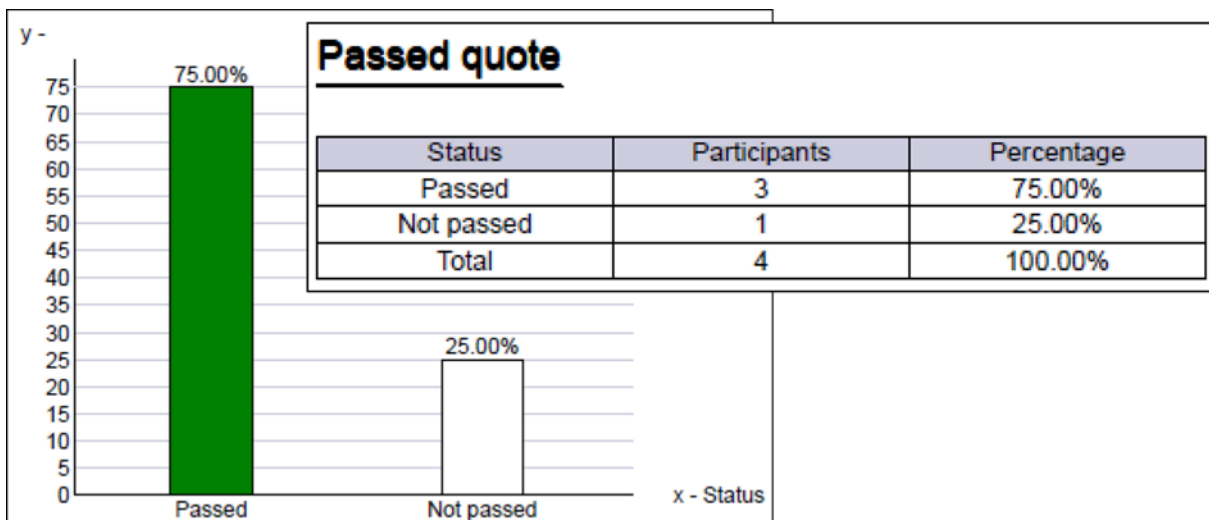 y -
75.00%
75
70
65
60
55
50
45
40
35
30
25
20
15
10
5
0
25.00%
Passed
Not passed
x - Status
Passed quote
Status Participants Percentage
Passed 3 75.00%
Not passed 1 25.00%
Total 4 100.00%